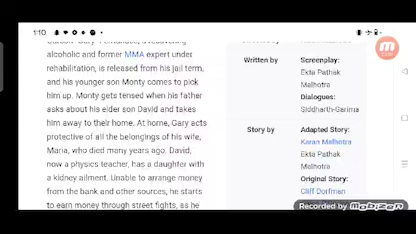 1:10
alcoholic and former MMA expert under
rehabilitation, is released from his jail term,
and his younger son Monty comes to pick
him up. Monty gets tensed when his father
asks about his elder son David and takes
him away to their home. At home, Gary acts
protective of all the belongings of his wife,
Maria, who died many years ago. David,
now a physics teacher, has a daughter with
a kidney ailment. Unable to arrange money
from the bank and other sources, he starts
to earn money through street fights, as he
Written by
Screenplay:
Ekta Pathak
Malhotra
Dialogues:
Siddharth-Garima
Story by
Adapted Story:
Karan Malhotra
Ekta Pathak
Malhotra
Original Story:
Cliff Dorfman
Recorded by
Mobizen